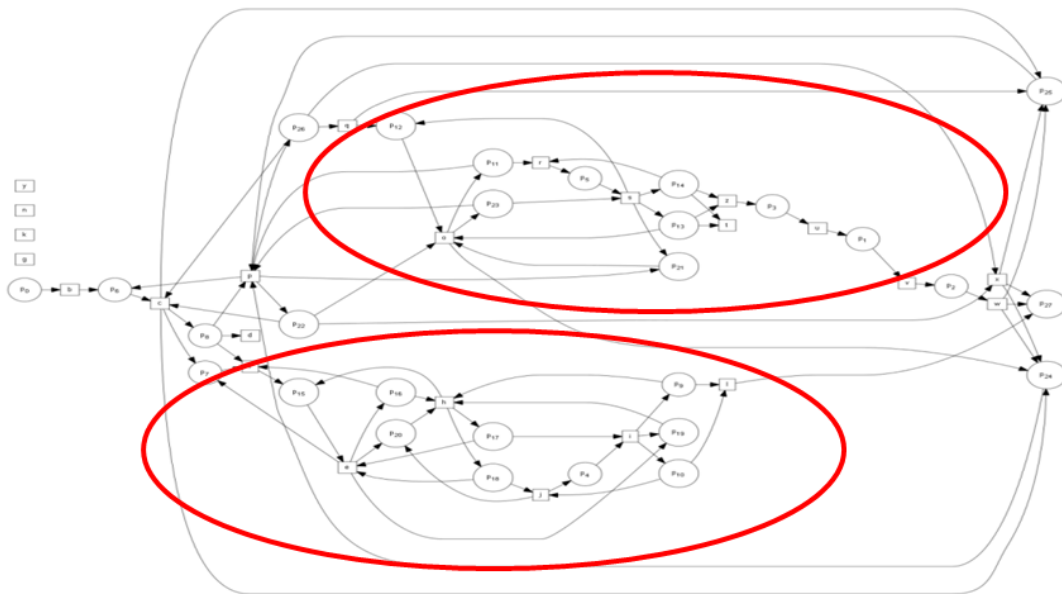 P25
P26 q P12
P11 r
P5 P14
y
s z P3
P23
n
P13 t u
k o P1
g P21
p x
v P2
P0 b P6
c w P27
P22
P8 d
P7 P24
P15 P16 P9 l
h
P20 P17 i P19
e
P18 P4 P10
j